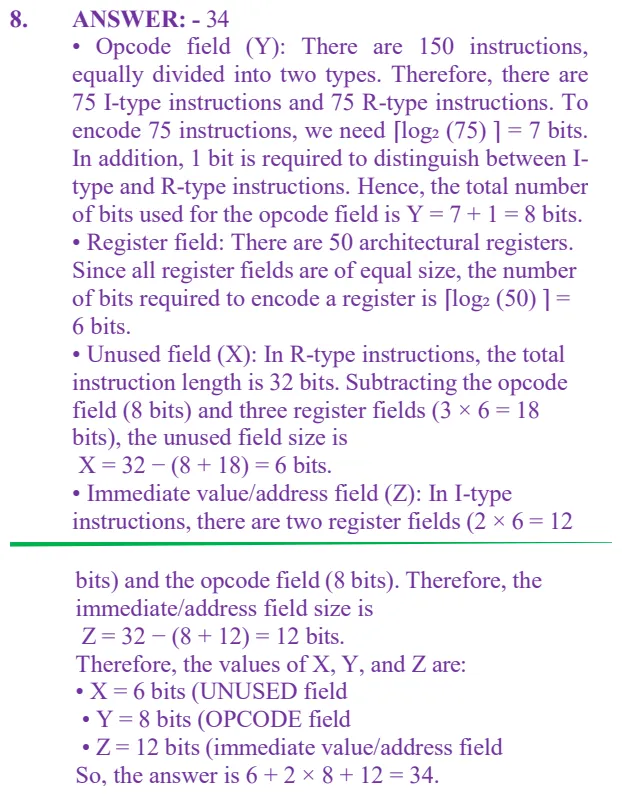 8. ANSWER: - 34
• Opcode field (Y): There are 150 instructions,
equally divided into two types. Therefore, there are
75 I-type instructions and 75 R-type instructions. To
encode 75 instructions, we need ⌈log₂ (75) ⌉ = 7 bits.
In addition, 1 bit is required to distinguish between I-
type and R-type instructions. Hence, the total number
of bits used for the opcode field is Y = 7 + 1 = 8 bits.
• Register field: There are 50 architectural registers.
Since all register fields are of equal size, the number
of bits required to encode a register is ⌈log₂ (50) ⌉ =
6 bits.
• Unused field (X): In R-type instructions, the total
instruction length is 32 bits. Subtracting the opcode
field (8 bits) and three register fields (3 × 6 = 18
bits), the unused field size is
X = 32 − (8 + 18) = 6 bits.
• Immediate value/address field (Z): In I-type
instructions, there are two register fields (2 × 6 = 12
bits) and the opcode field (8 bits). Therefore, the
immediate/address field size is
Z = 32 − (8 + 12) = 12 bits.
Therefore, the values of X, Y, and Z are:
• X = 6 bits (UNUSED field
• Y = 8 bits (OPCODE field
• Z = 12 bits (immediate value/address field
So, the answer is 6 + 2 × 8 + 12 = 34.